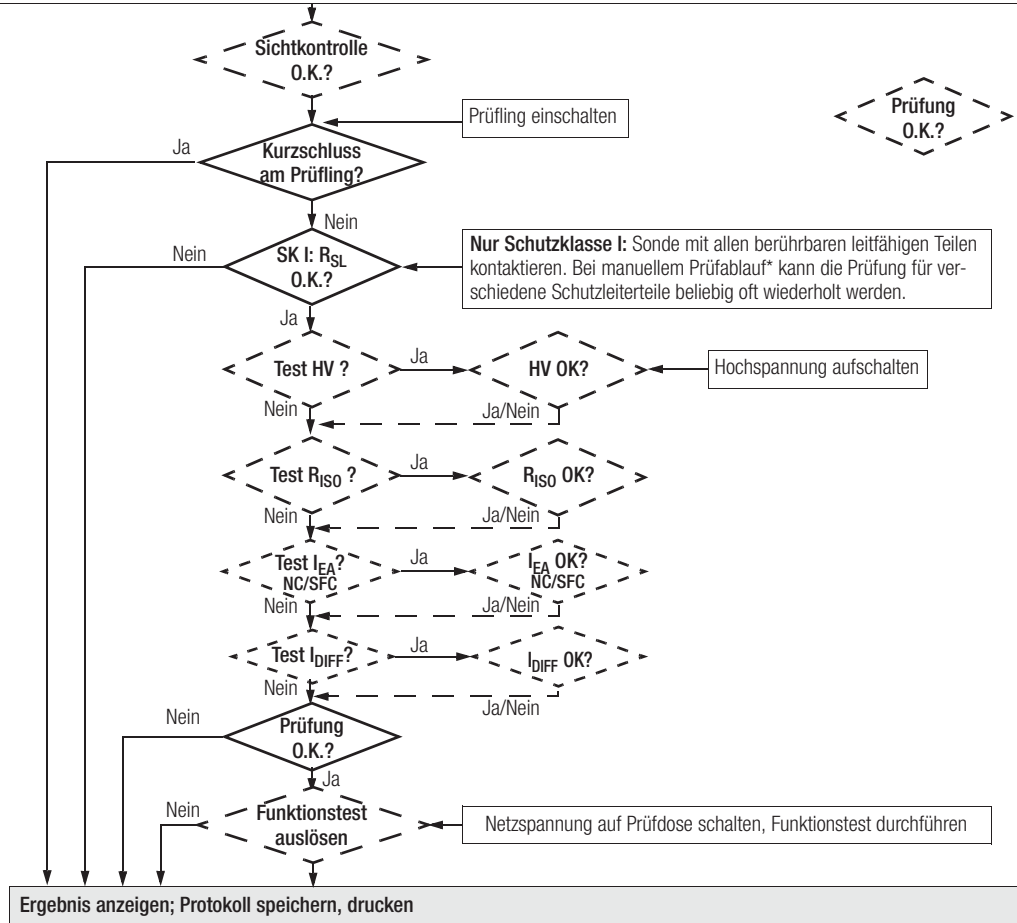 Sichtkontrolle
O.K.?
Prüfling einschalten
Prüfung
O.K.?
Ja
Kurzschluss
am Prüfling?
Nein
Nein
SK I: RSL
O.K.?
Nur Schutzklasse I: Sonde mit allen berührbaren leitfähigen Teilen
kontaktieren. Bei manuellem Prüfablauf* kann die Prüfung für ver-
schiedene Schutzleiterteile beliebig oft wiederholt werden.
Ja
Test HV ?
Ja
HV OK?
Hochspannung aufschalten
Nein
Ja/Nein
Test RISO ?
Ja
RISO OK?
Nein
Ja/Nein
Test IEA?
NC/SFC
Ja
IEA OK?
NC/SFC
Nein
Ja/Nein
Test IDIFF?
Ja
IDIFF OK?
Nein
Ja/Nein
Nein
Prüfung
O.K.?
Ja
Nein
Funktionstest
auslösen
Netzspannung auf Prüfdose schalten, Funktionstest durchführen
Ergebnis anzeigen; Protokoll speichern, drucken